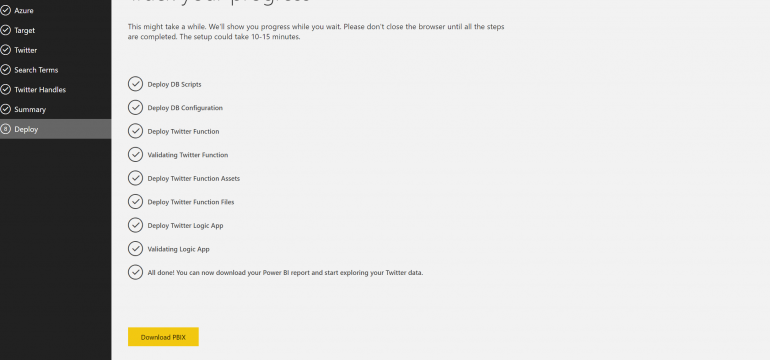 Azure
Target
Twitter
Search Terms
Twitter Handles
Summary
8 Deploy
your progress
This might take a while. We'll show you progress while you wait. Please don't close the browser until all the steps
are completed. The setup could take 10-15 minutes.
Deploy DB Scripts
Deploy DB Configuration
Deploy Twitter Function
Validating Twitter Function
Deploy Twitter Function Assets
Deploy Twitter Function Files
Deploy Twitter Logic App
Validating Logic App
All done! You can now download your Power BI report and start exploring your Twitter data.
Download PBIX